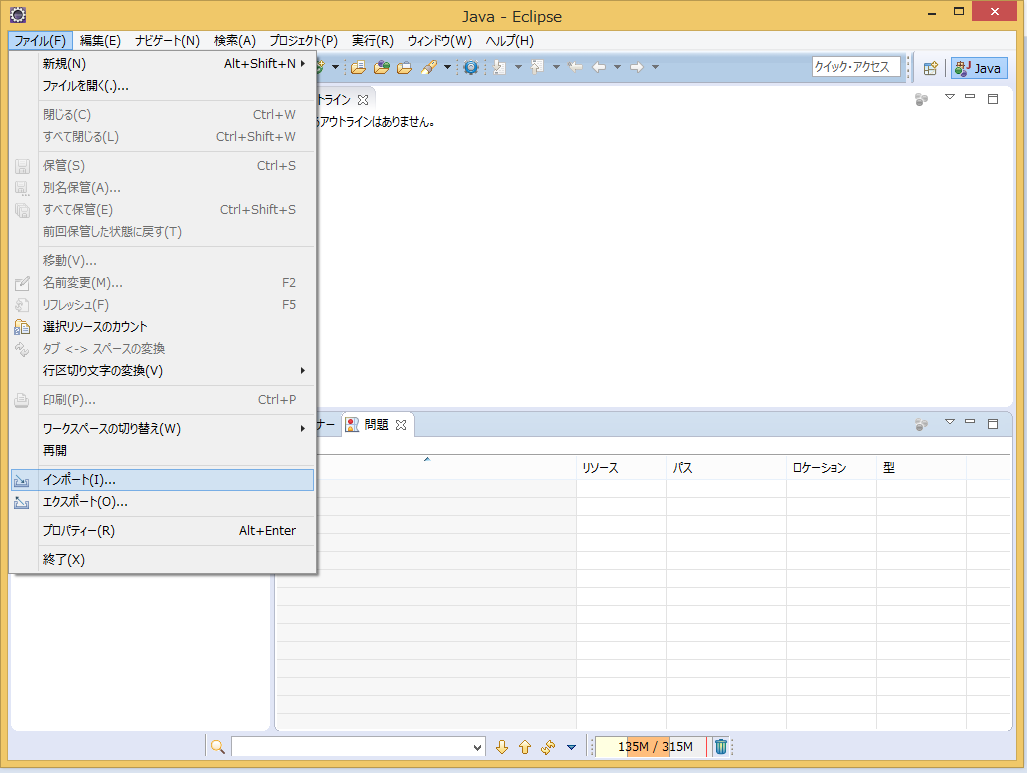 Java - Eclipse
ファイル(F) 編集(E) ナビゲート(N) 検索(A) プロジェクト(P) 実行(R) ウィンドウ(W) ヘルプ(H)
クイック・アクセス
Java
新規(N) Alt+Shift+N
ファイルを開く(.)...
閉じる(C) Ctrl+W
すべて閉じる(L) Ctrl+Shift+W
保管(S) Ctrl+S
別名保管(A)...
すべて保管(E) Ctrl+Shift+S
前回保管した状態に戻す(T)
移動(V)...
名前変更(M)... F2
リフレッシュ(F) F5
選択リソースのカウント
タブ <-> スペースの変換
行区切り文字の変換(V)
印刷(P)... Ctrl+P
ワークスペースの切り替え(W)
再開
インポート(I)...
エクスポート(O)...
プロパティー(R) Alt+Enter
終了(X)
トライン
アウトラインはありません。
ナー 問題
リソース パス ロケーション 型
135M / 315M